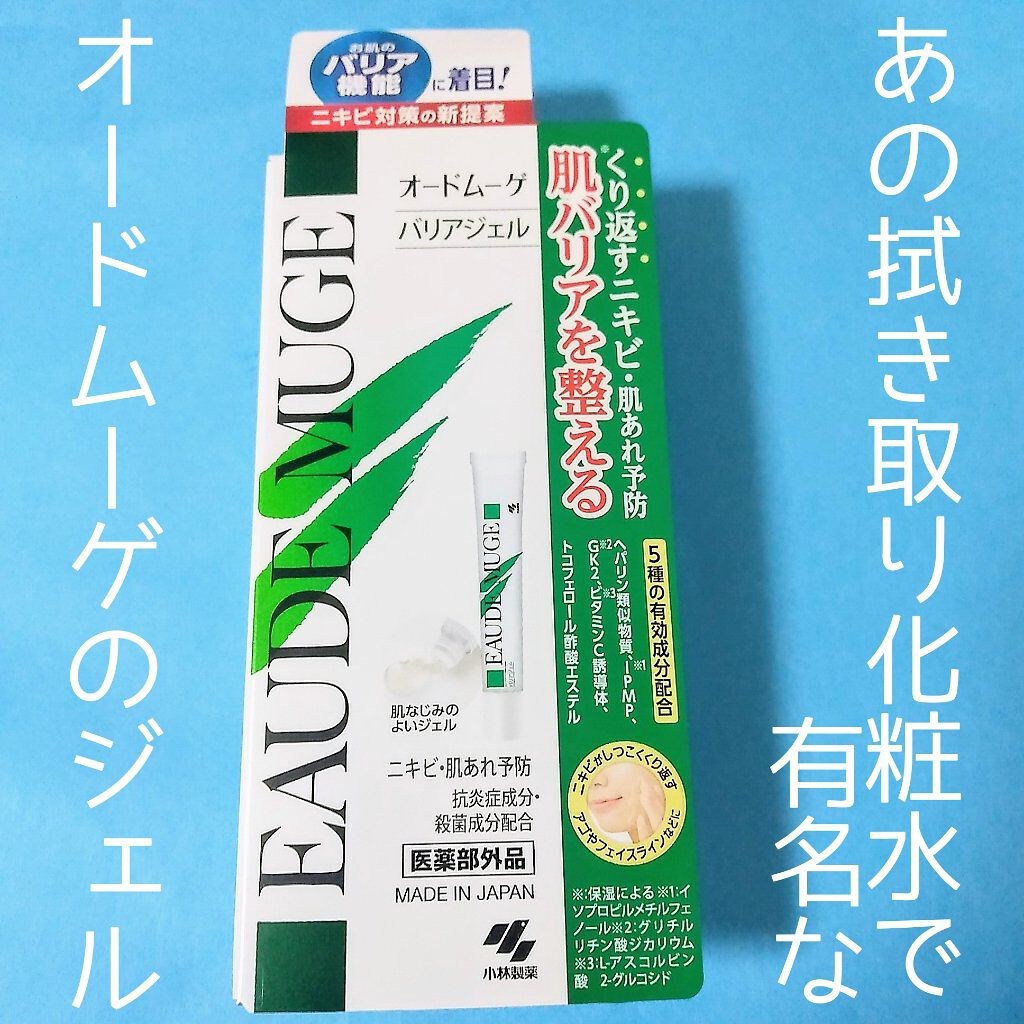 あの拭き取り化粧水で
有名な
オードムーゲのジェル
お肌の
バリア
機能
に着目!
ニキビ対策の新提案
オードムーゲ
バリアジェル
EAUDE MUGE
※くり返すニキビ・肌あれ予防
肌バリアを整える
5種の有効成分配合
ヘパリン類似物質、IPMP※1、
GK2※2、ビタミンC誘導体※3、
トコフェロール酢酸エステル
EAUDE MUGE
肌なじみの
よいジェル
ニキビがしつこくくり返す
アゴやフェイスラインなどに
ニキビ・肌あれ予防
抗炎症成分・
殺菌成分配合
医薬部外品
MADE IN JAPAN
小林製薬
※:保湿による ※1:イ
ソプロピルメチルフェ
ノール※2:グリチル
リチン酸ジカリウム
※3:L-アスコルビン
酸 2-グルコシド